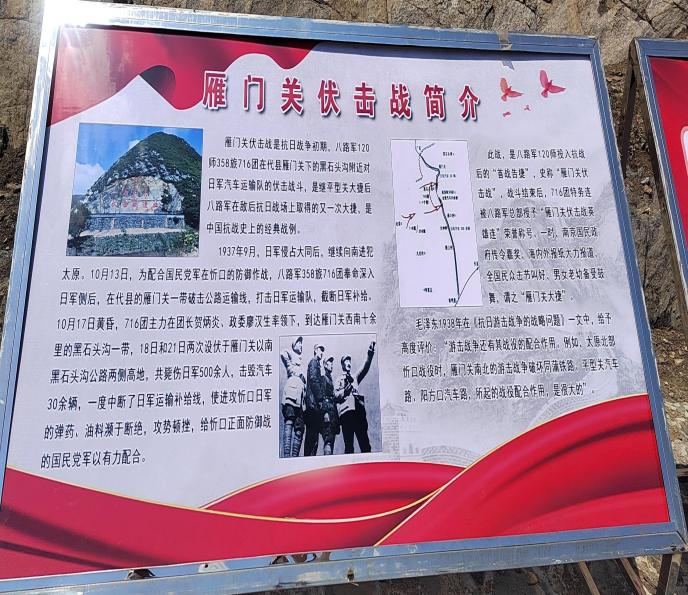 雁门关伏击战简介
雁门关伏击战是抗日战争初期，八路军120
师358旅716团在代县雁门关下的黑石头沟附近对
日军汽车运输队的伏击战斗，是继平型关大捷后
八路军在敌后抗日战场上取得的又一次大捷，是
中国抗战史上的经典战例。
1937年9月，日军侵占大同后，继续向南进犯
太原。10月13日，为配合国民党军在忻口的防御作战，八路军358旅716团奉命深入
日军侧后，在代县的雁门关一带破击公路运输线，打击日军运输队，截断日军补给。
10月17日黄昏，716团主力在团长贺炳炎、政委廖汉生率领下，到达雁门关西南十余
里的黑石头沟一带，18日和21日两次设伏于雁门关以南
黑石头沟公路两侧高地，共毙伤日军500余人，击毁汽车
30余辆，一度中断了日军运输补给线，使进攻忻口日军
的弹药、油料濒于断绝，攻势顿挫，给忻口正面防御战
的国民党军以有力配合。
此战，是八路军120师投入抗战
后的“首战告捷”，史称“雁门关伏
击战”，战斗结束后，716团特务连
被八路军总部授予“雁门关伏击战英
雄连”荣誉称号。一时，南京国民政
府传令嘉奖，海内外报纸大力报道，
全国民众主节叫好，男女老幼备受鼓
舞，谓之“雁门关大捷”。
毛泽东1938年在《抗日游击战争的战略问题》一文中，给予
高度评价：“游击战争还有其战役的配合作用，例如，太原北部
忻口战役时，雁门关南北的游击战争破坏同蒲铁路、平型关汽车
路、阳方口汽车路，所起的战役配合作用，是很大的”。